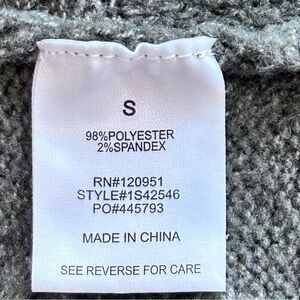 S
98%POLYESTER
2%SPANDEX
RN#120951
STYLE#1S42546
PO#445793
MADE IN CHINA
SEE REVERSE FOR CARE